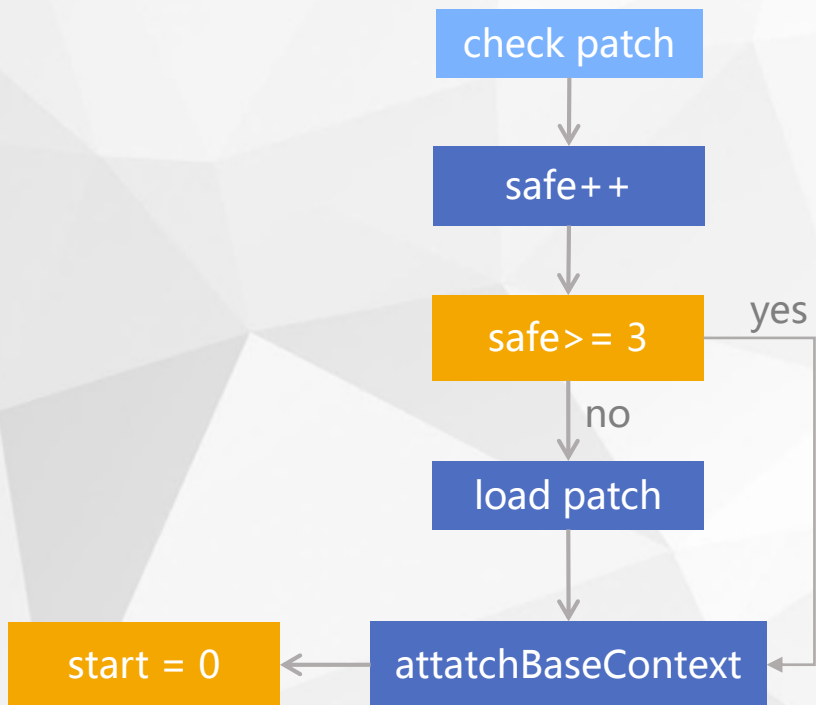 check patch
safe++
safe>= 3
yes
no
load patch
start = 0
attatchBaseContext